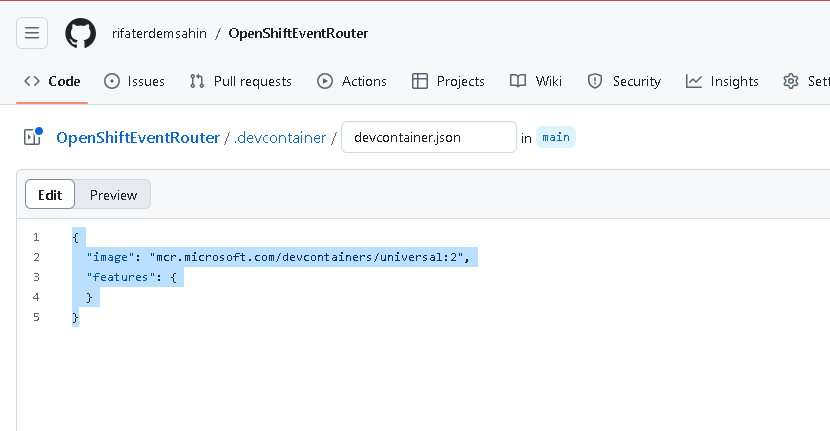 rifaterdemsahin / OpenShiftEventRouter
Code Issues Pull requests Actions Projects Wiki Security Insights Sett
OpenShiftEventRouter / .devcontainer / devcontainer.json in main
Edit Preview
1 {
2 "image": "mcr.microsoft.com/devcontainers/universal:2",
3 "features": {
4 }
5 }